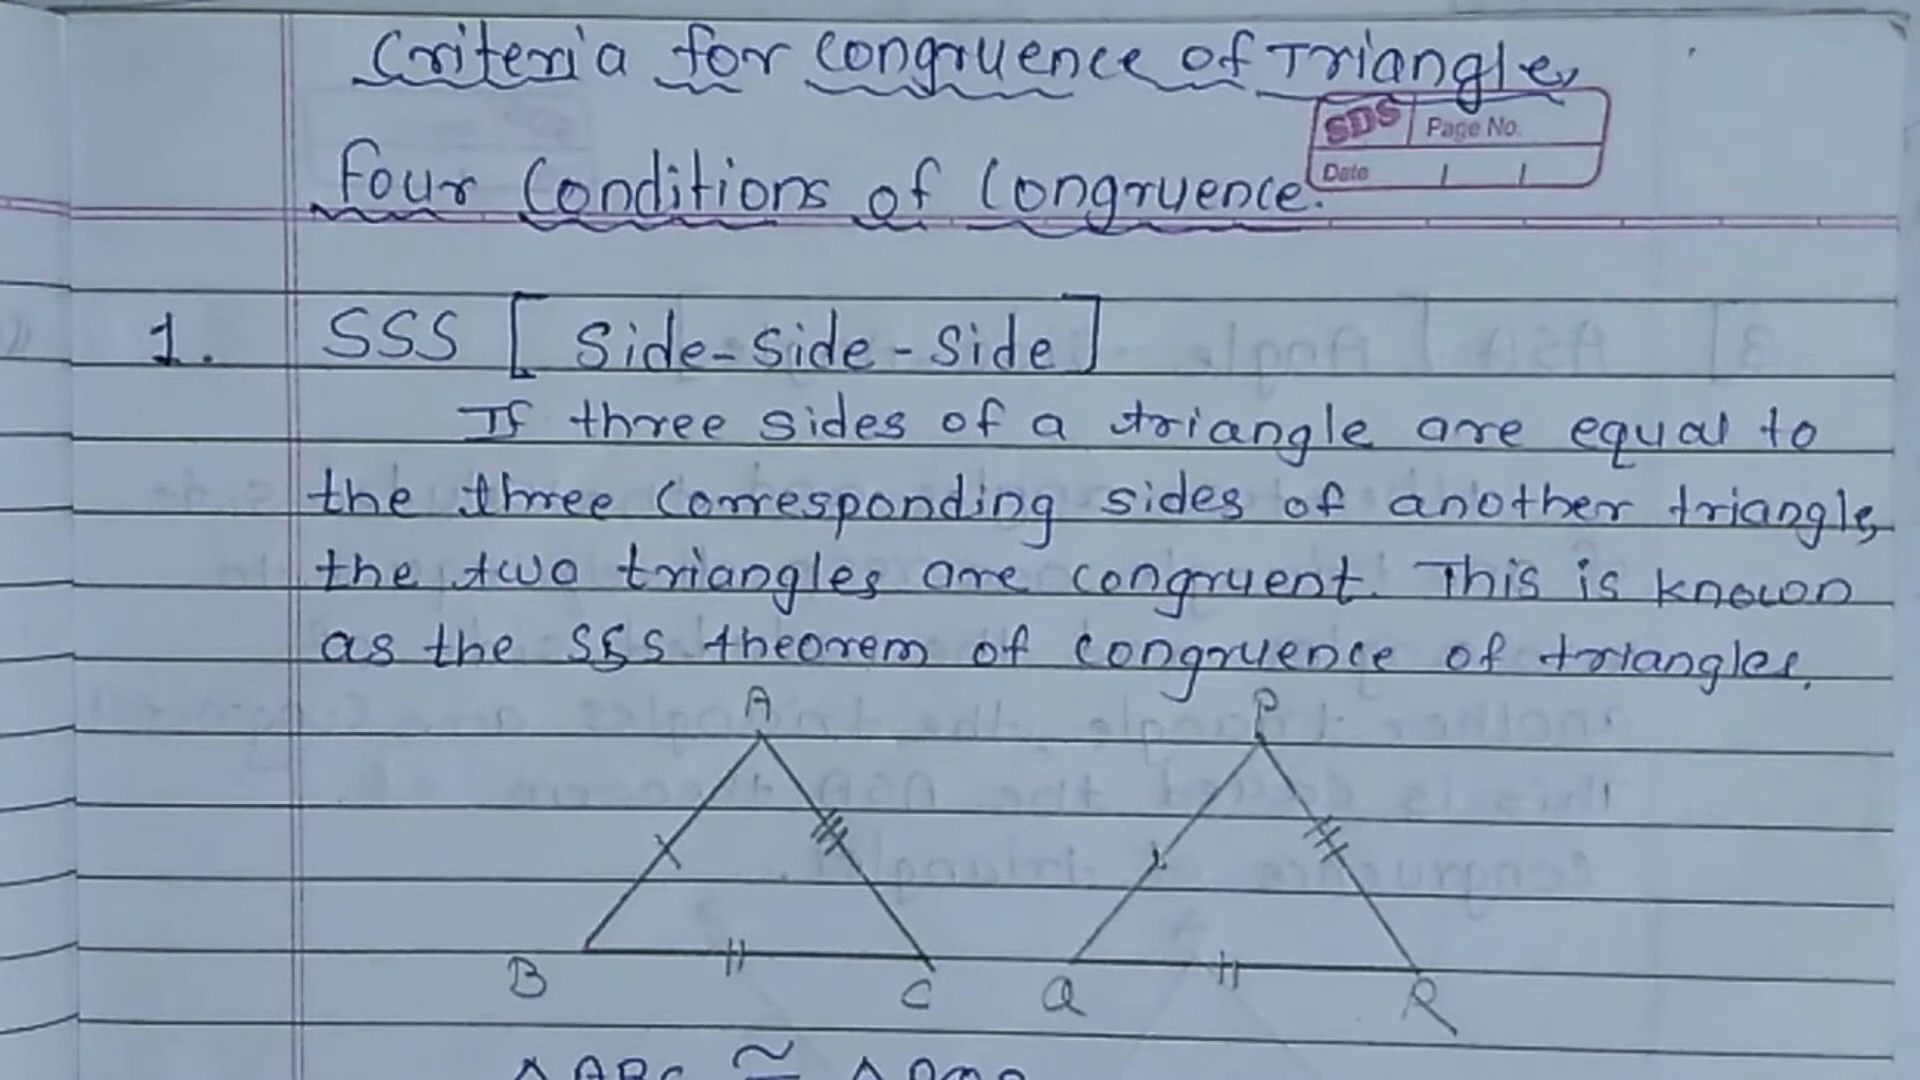 Criteria for Congruence of Triangle,
SDS Page No.
Date
Four Conditions of Congruence.
1. SSS [Side-Side-Side]
If three sides of a triangle are equal to
the three corresponding sides of another triangle,
the two triangles are congruent. This is known
as the SSS theorem of congruence of triangles.
A P
B C Q R
△ABC ≅ △PQR